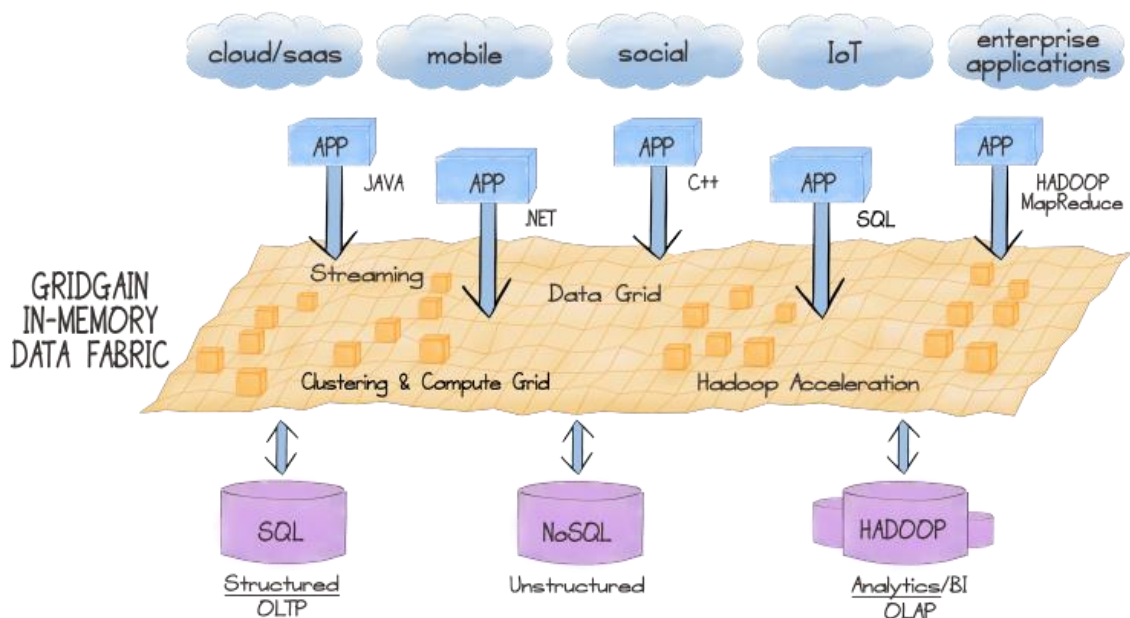 cloud/saas
mobile
social
IoT
enterprise
applications
APP
JAVA
APP
.NET
APP
C++
APP
SQL
APP
HADOOP
MapReduce
GRIDGAIN
IN-MEMORY
DATA FABRIC
Streaming
Data Grid
Clustering & Compute Grid
Hadoop Acceleration
SQL
Structured/
OLTP
NoSQL
Unstructured
HADOOP
Analytics/BI
OLAP